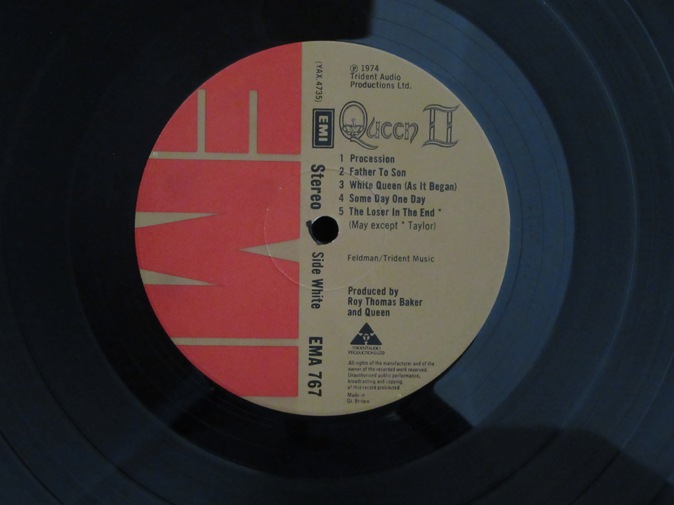 ℗ 1974
Trident Audio
Productions Ltd.
Queen II
1 Procession
2 Father To Son
3 White Queen (As It Began)
4 Some Day One Day
5 The Loser In The End *
(May except * Taylor)
Feldman/Trident Music
Produced by
Roy Thomas Baker
and Queen
TRIDENT AUDIO
PRODUCTIONS LTD
All rights of the manufacturer and of the
owner of the recorded work reserved.
Unauthorised public performance,
broadcasting and copying
of this record prohibited.
Made in
Gt. Britain
(YAX 4735)
EMI
Stereo
Side White
EMA 767
EMI